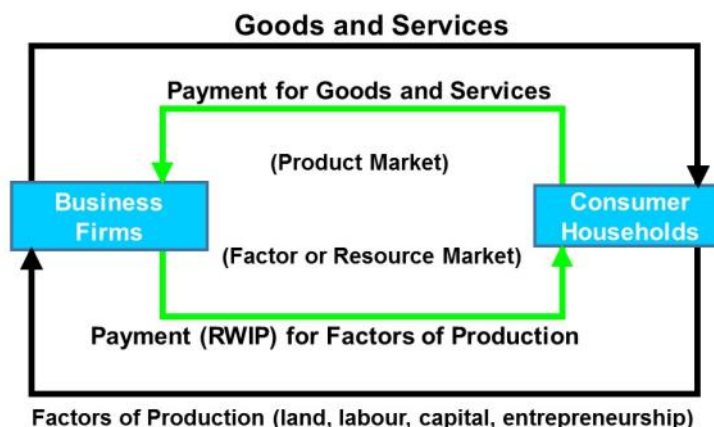 Goods and Services
Payment for Goods and Services
(Product Market)
Business
Firms
Consumer
Households
(Factor or Resource Market)
Payment (RWIP) for Factors of Production
Factors of Production (land, labour, capital, entrepreneurship)